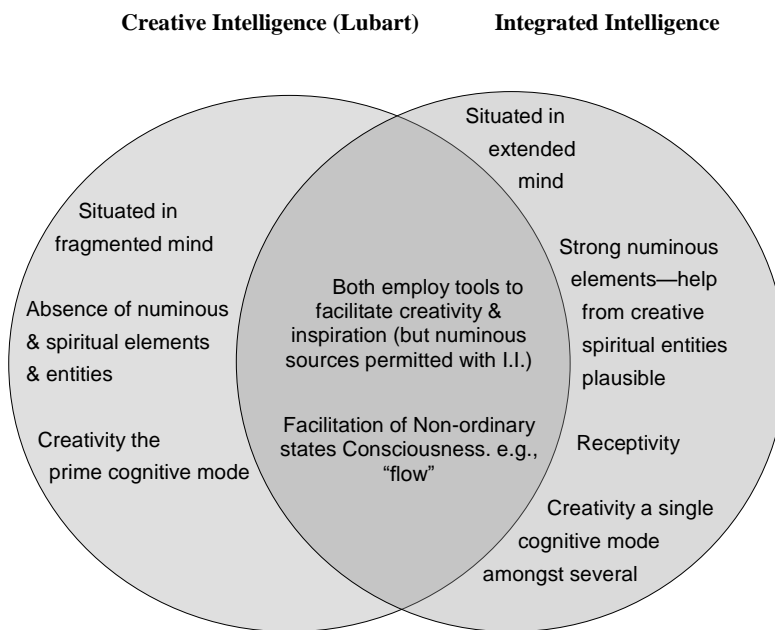 Creative Intelligence (Lubart)
Integrated Intelligence
Situated in
fragmented mind
Absence of numinous
& spiritual elements
& entities
Creativity the
prime cognitive mode
Both employ tools to
facilitate creativity &
inspiration (but numinous
sources permitted with I.I.)
Facilitation of Non-ordinary
states Consciousness. e.g.,
“flow”
Situated in
extended
mind
Strong numinous
elements—help
from creative
spiritual entities
plausible
Receptivity
Creativity a single
cognitive mode
amongst several